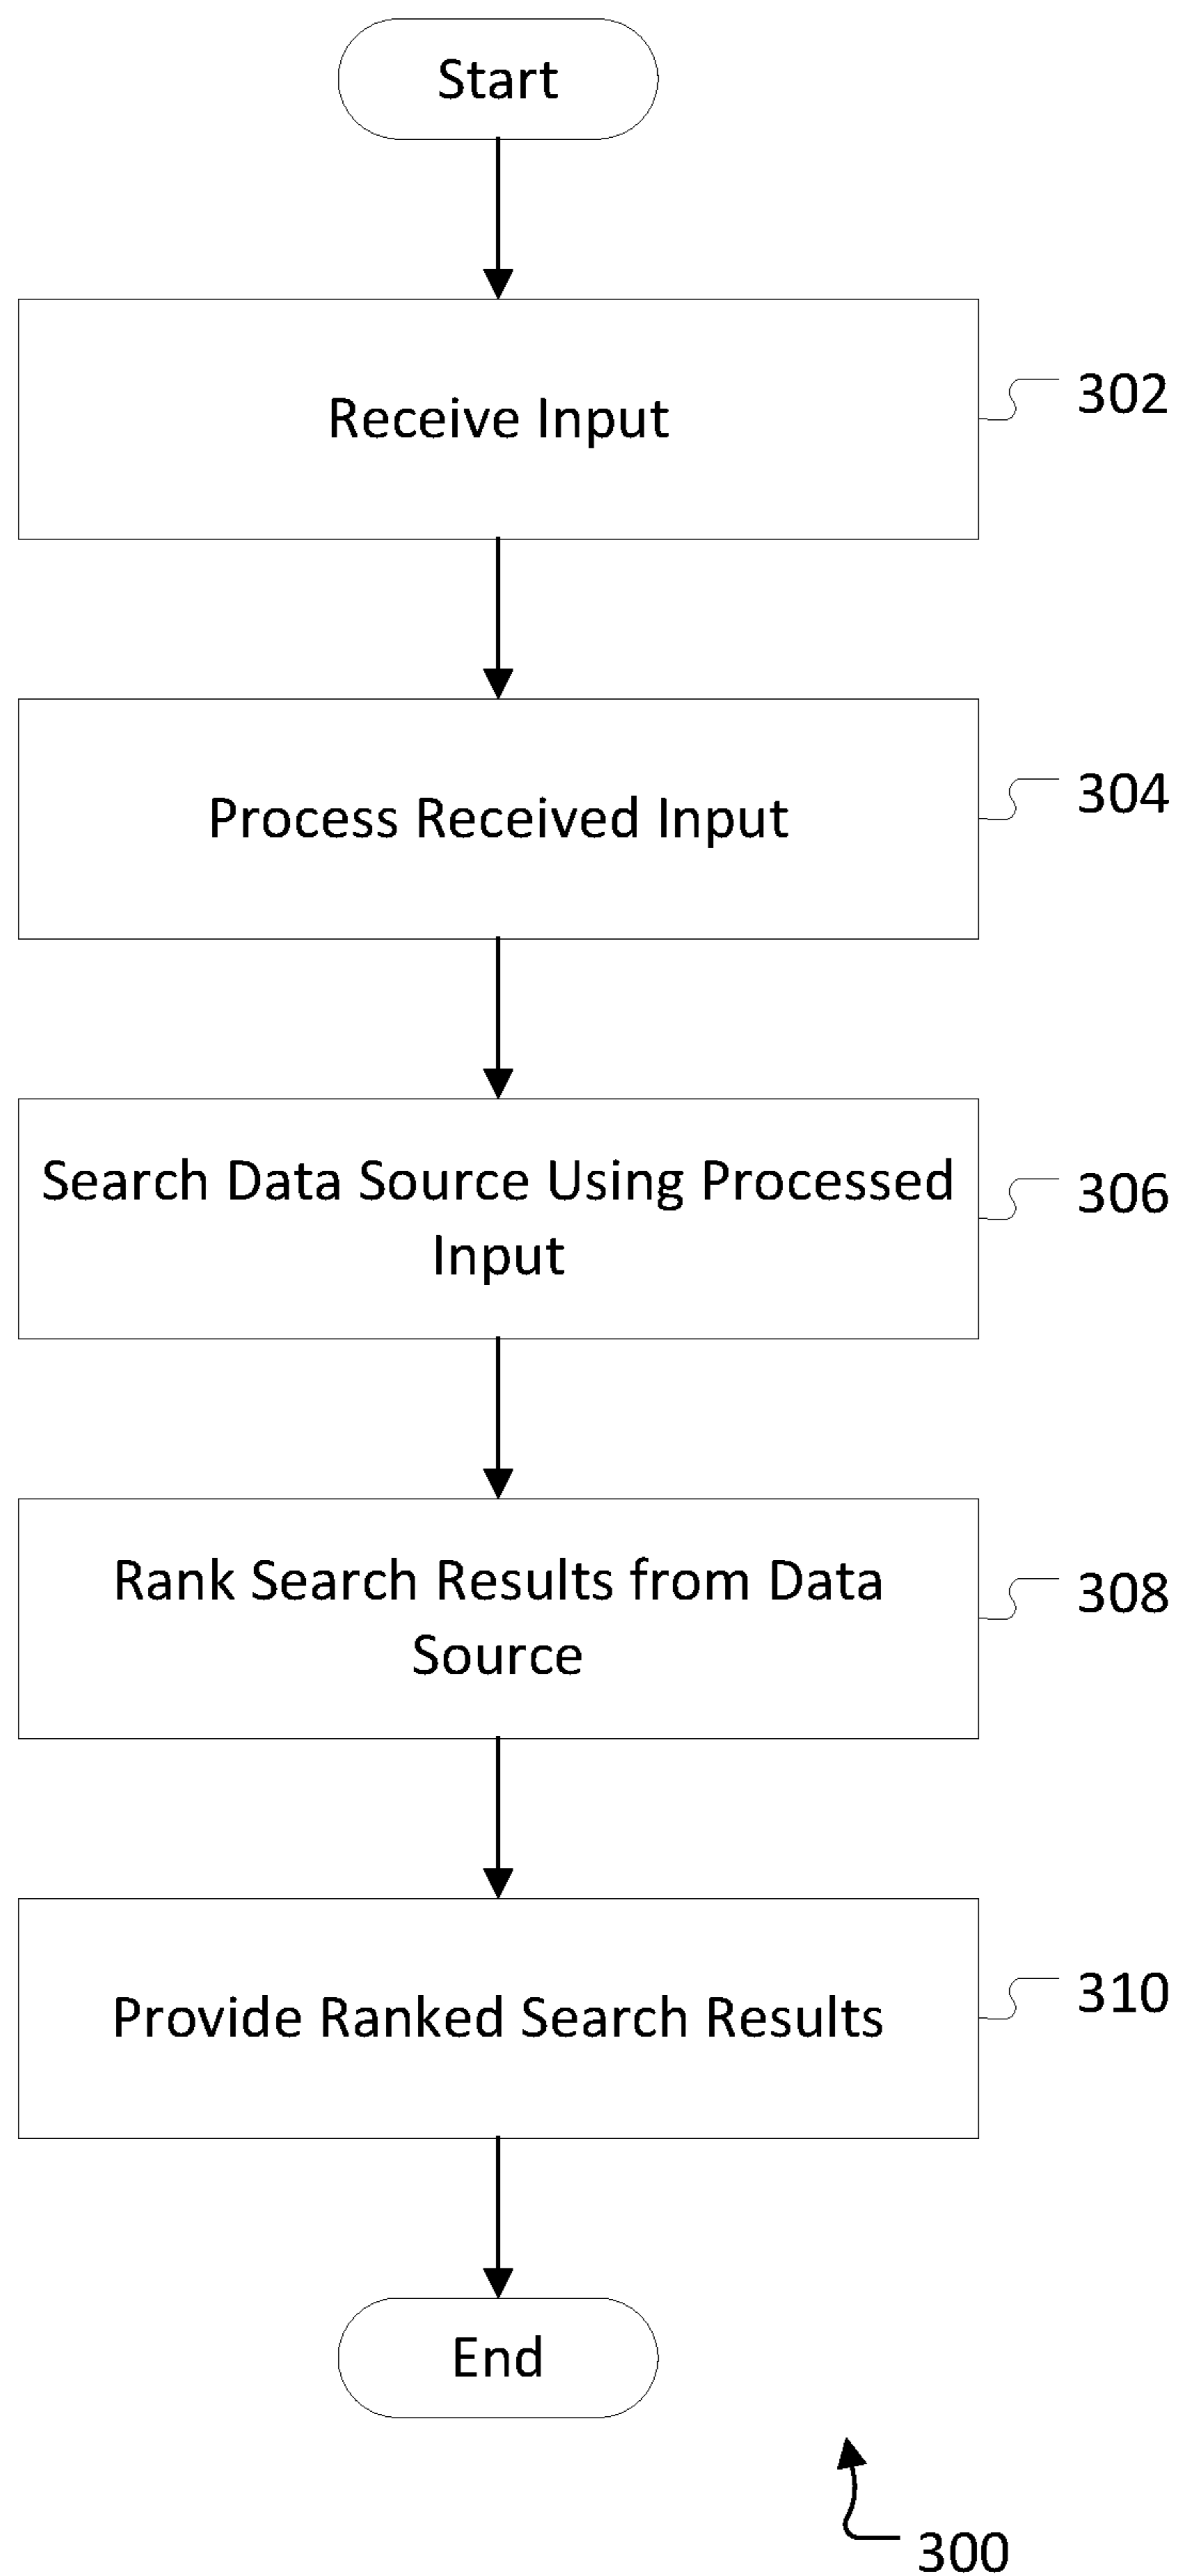 Start
Receive Input
302
Process Received Input
304
Search Data Source Using Processed
Input
306
Rank Search Results from Data
Source
308
Provide Ranked Search Results
310
End
300